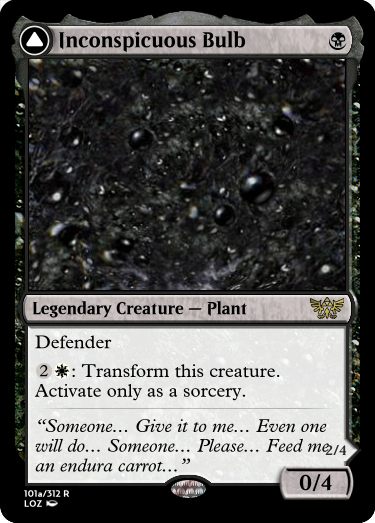 Inconspicuous Bulb
Legendary Creature — Plant
Defender
2 : Transform this creature.
Activate only as a sorcery.
“Someone… Give it to me… Even one
will do… Someone… Please… Feed me
an endura carrot…”
2/4
0/4
101a/312 R
LOZ